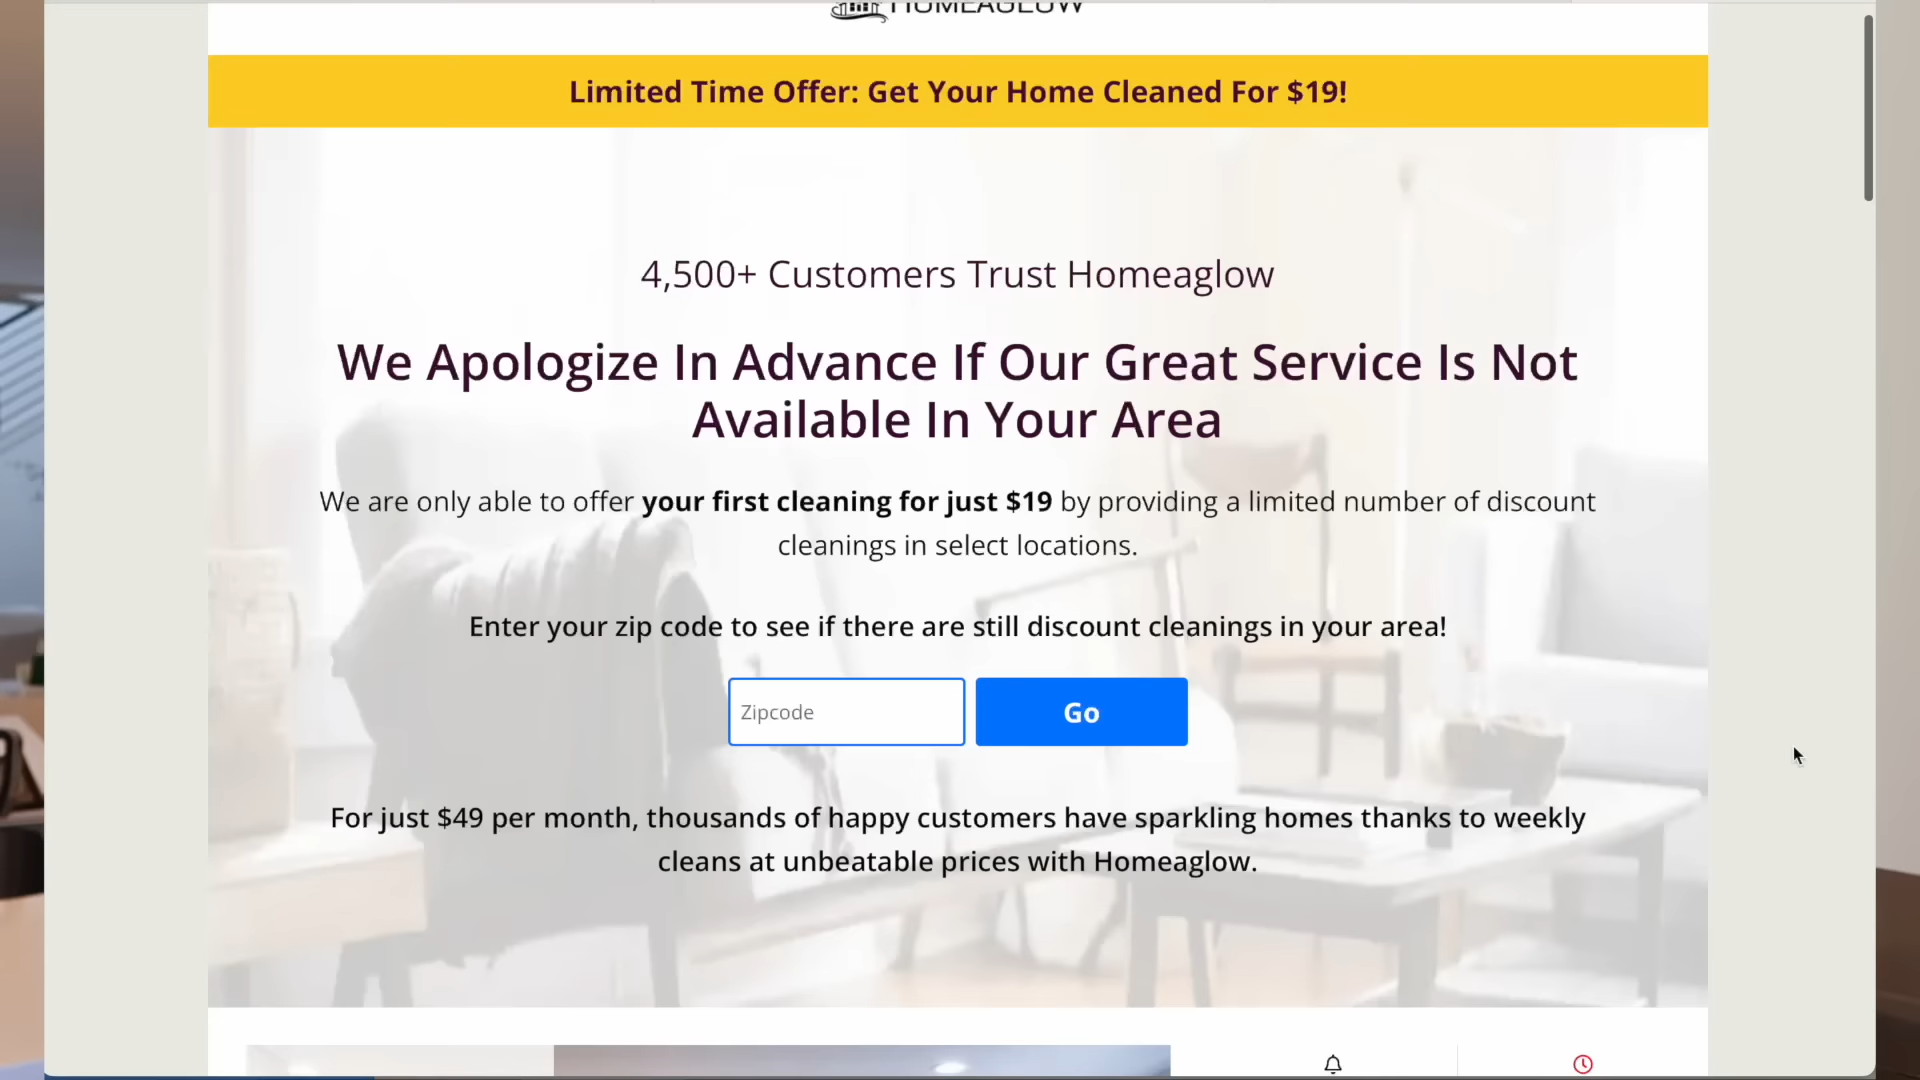 HOMEAGLOW
Limited Time Offer: Get Your Home Cleaned For $19!
4,500+ Customers Trust Homeaglow
We Apologize In Advance If Our Great Service Is Not
Available In Your Area
We are only able to offer your first cleaning for just $19 by providing a limited number of discount
cleanings in select locations.
Enter your zip code to see if there are still discount cleanings in your area!
Zipcode
Go
For just $49 per month, thousands of happy customers have sparkling homes thanks to weekly
cleans at unbeatable prices with Homeaglow.